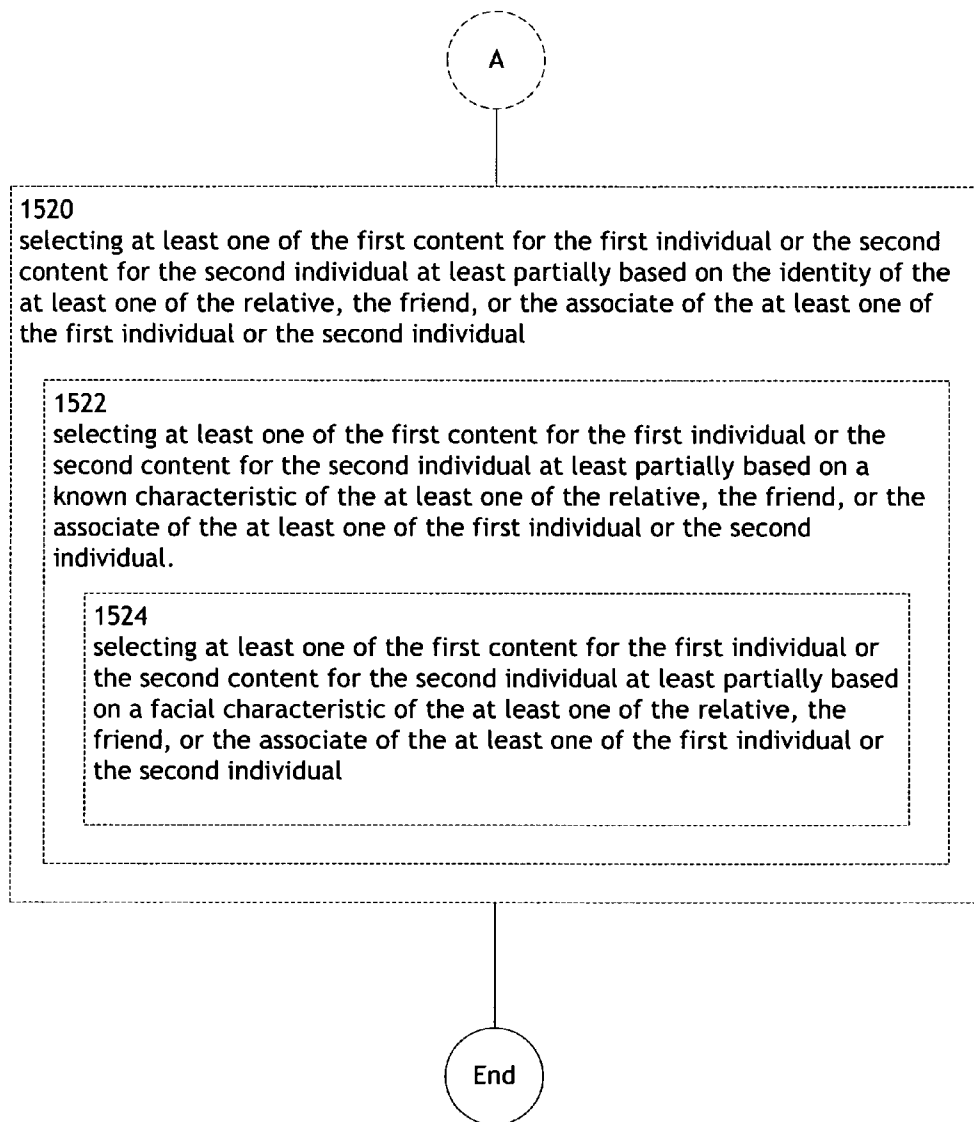 A
1520
selecting at least one of the first content for the first individual or the second
content for the second individual at least partially based on the identity of the
at least one of the relative, the friend, or the associate of the at least one of
the first individual or the second individual
1522
selecting at least one of the first content for the first individual or the
second content for the second individual at least partially based on a
known characteristic of the at least one of the relative, the friend, or the
associate of the at least one of the first individual or the second
individual.
1524
selecting at least one of the first content for the first individual or
the second content for the second individual at least partially based
on a facial characteristic of the at least one of the relative, the
friend, or the associate of the at least one of the first individual or
the second individual
End